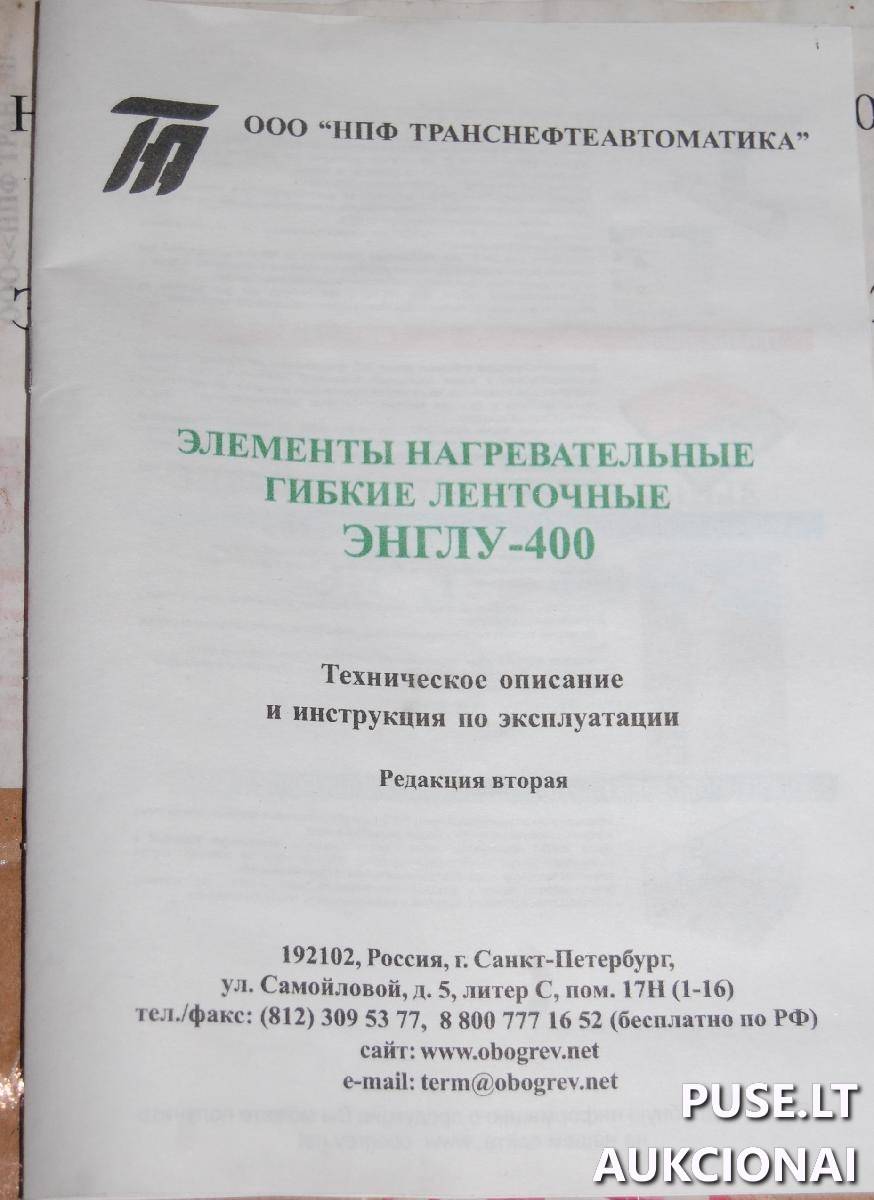 ООО “НПФ ТРАНСНЕФТЕАВТОМАТИКА”
ЭЛЕМЕНТЫ НАГРЕВАТЕЛЬНЫЕ
ГИБКИЕ ЛЕНТОЧНЫЕ
ЭНГЛУ-400
Техническое описание
и инструкция по эксплуатации
Редакция вторая
192102, Россия, г. Санкт-Петербург,
ул. Самойловой, д. 5, литер С, пом. 17Н (1-16)
тел./факс: (812) 309 53 77, 8 800 777 16 52 (бесплатно по РФ)
сайт: www.obogrev.net
e-mail: term@obogrev.net
PUSE.LT
AUKCIONAI